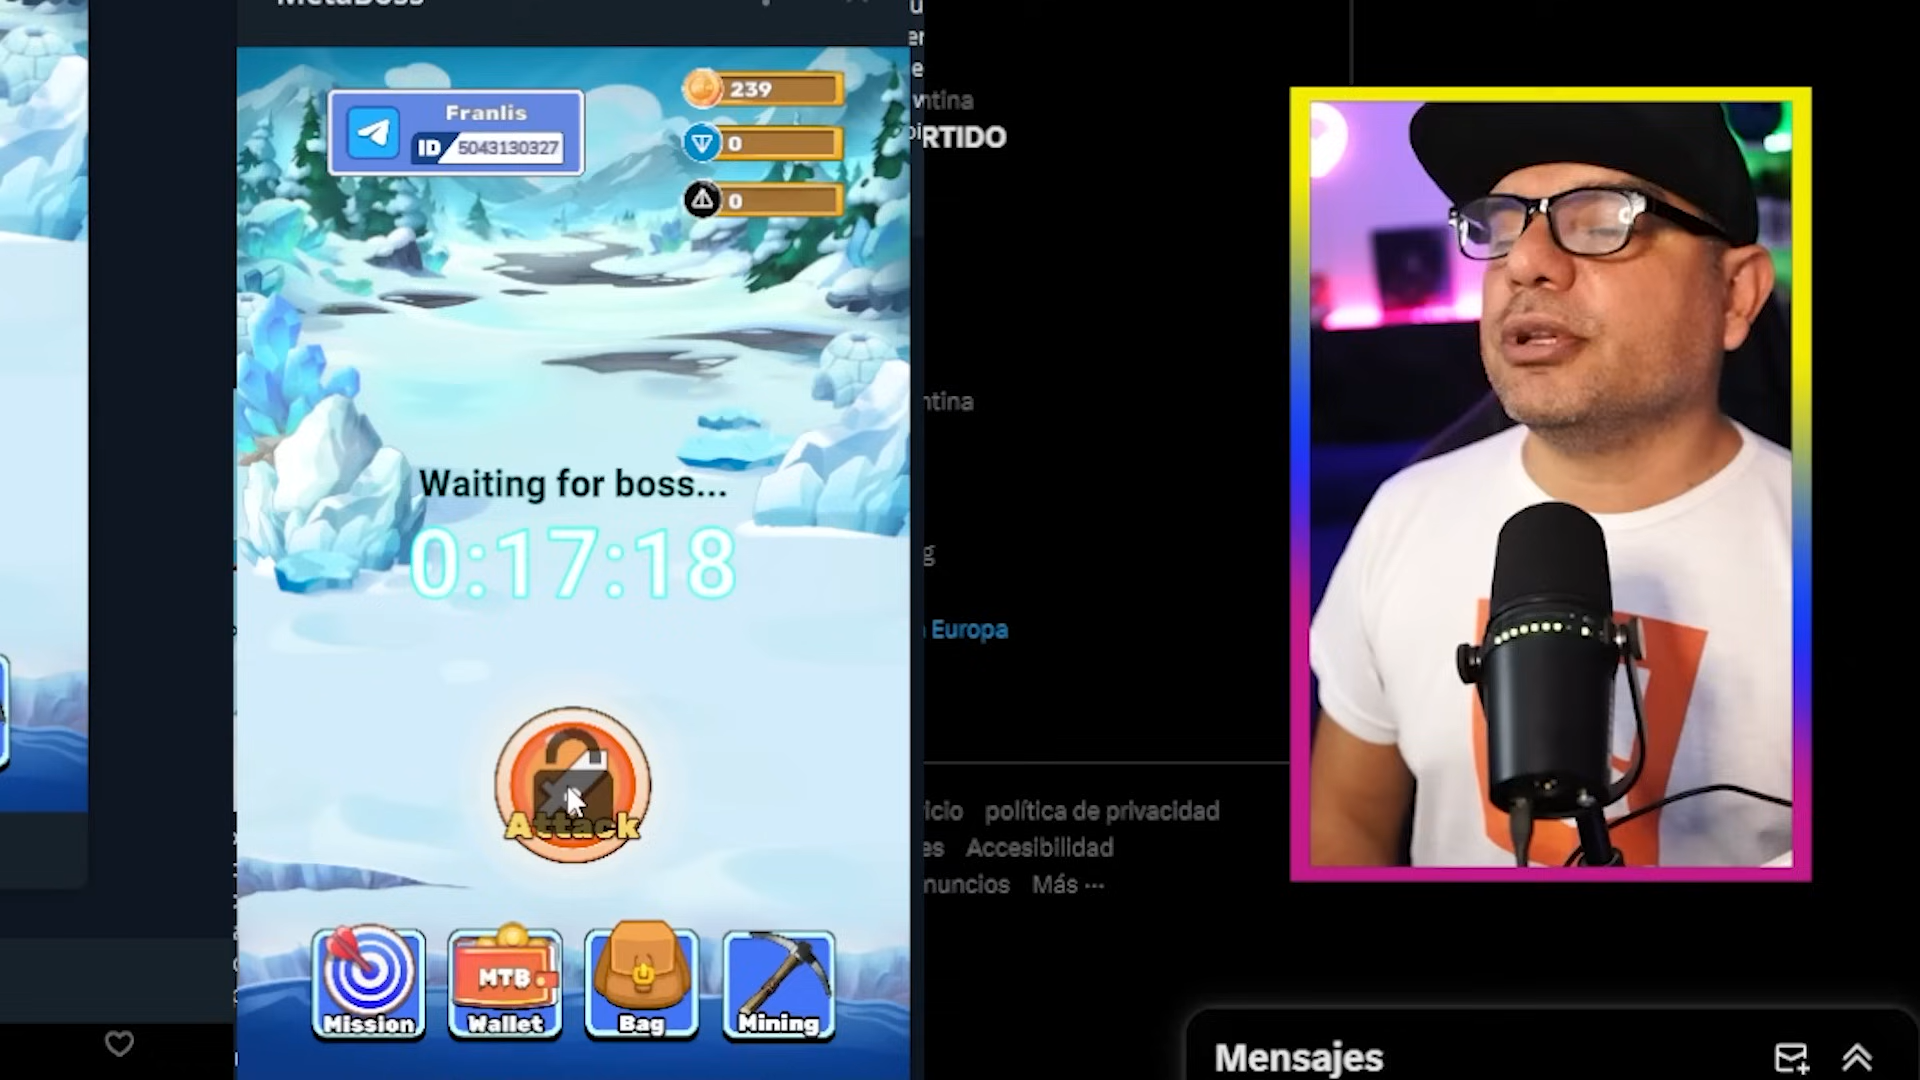 MetaBoss
Franlis
ID 5043130327
239
0
0
Waiting for boss...
0:17:18
Attack
Mission
MTB
Wallet
Bag
Mining
RTIDO
Europa
política de privacidad
Accesibilidad
Más ···
Mensajes